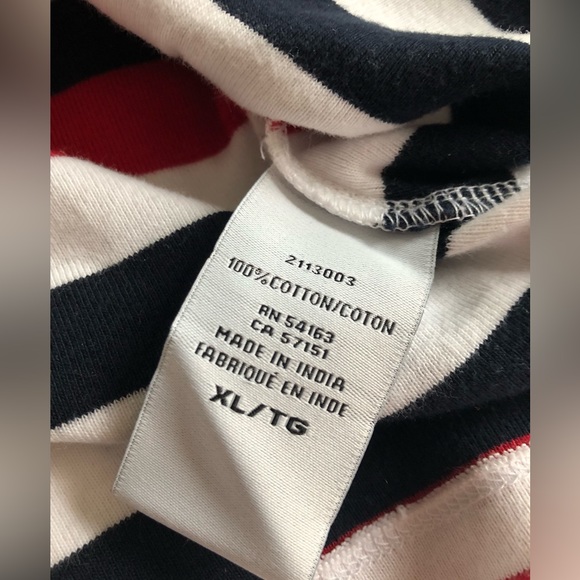 2113003
100% COTTON/COTON
RN 54163
CA 57151
MADE IN INDIA
FABRIQUÉ EN INDE
XL/TG